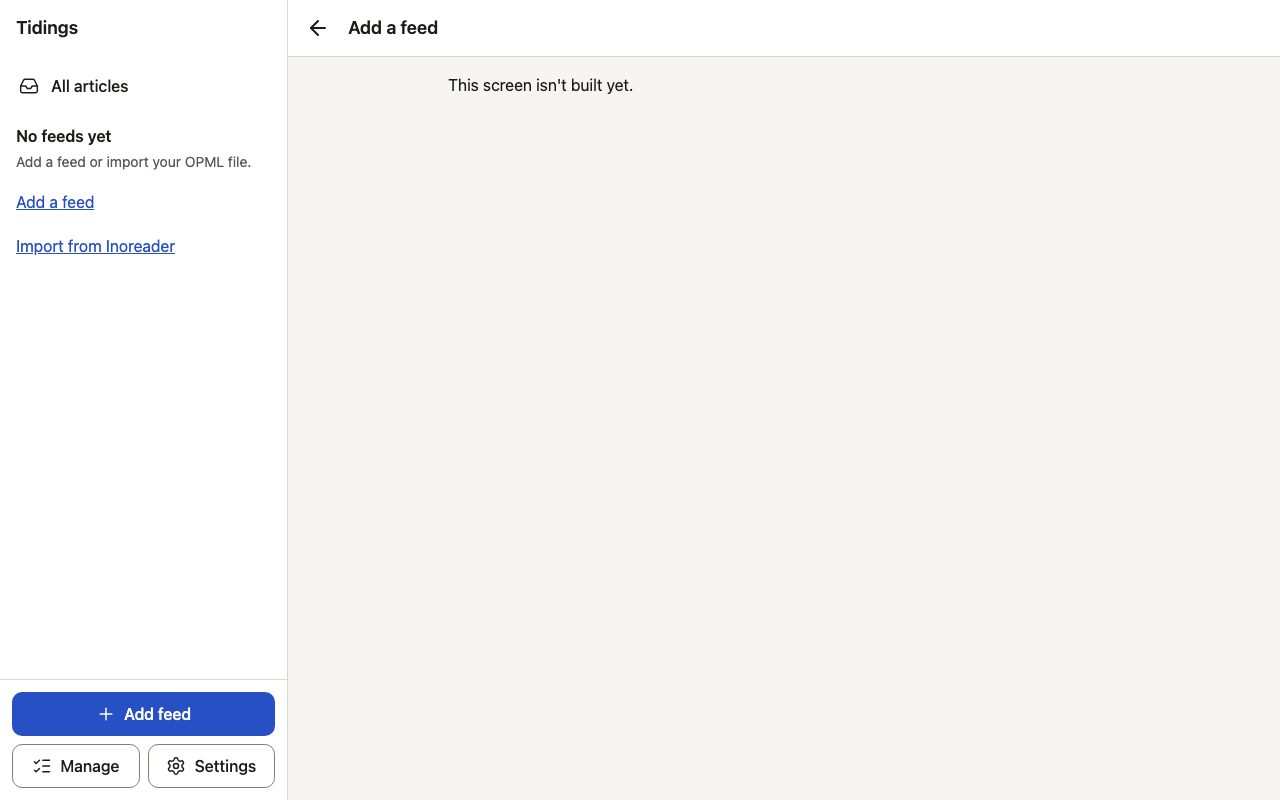 Tidings
All articles
No feeds yet
Add a feed or import your OPML file.
Add a feed
Import from Inoreader
Add feed
Manage
Settings
Add a feed
This screen isn't built yet.